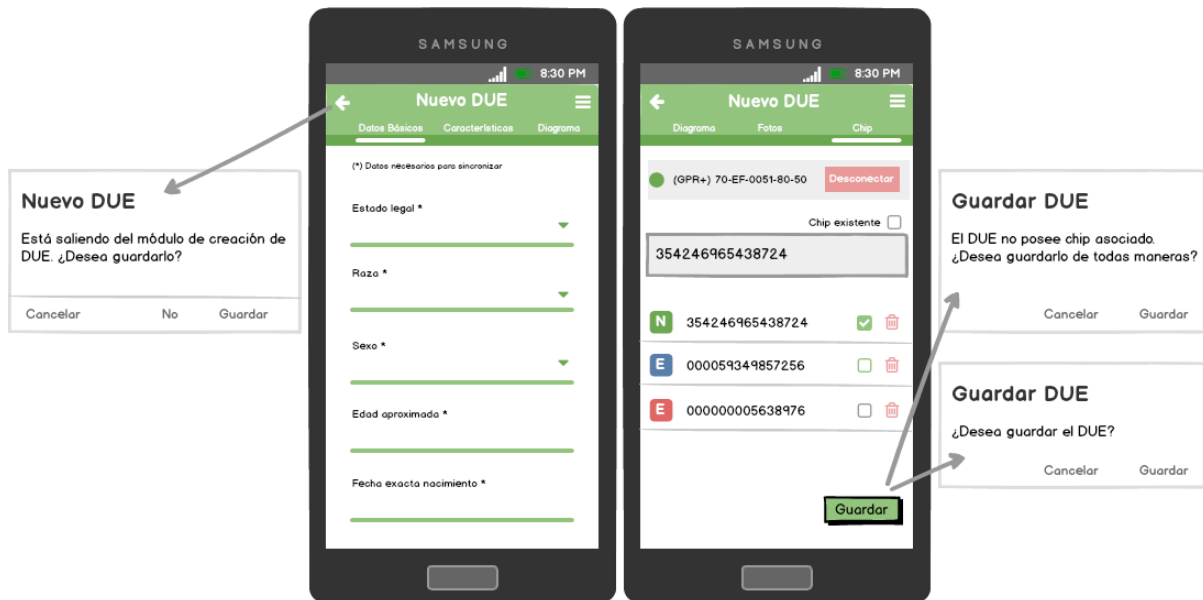 Nuevo DUE
Está saliendo del módulo de creación de
DUE. ¿Desea guardarlo?
Cancelar No Guardar
SAMSUNG
8:30 PM
Nuevo DUE
Datos Básicos Características Diagrama
(*) Datos necesarios para sincronizar
Estado legal *
Raza *
Sexo *
Edad aproximada *
Fecha exacta nacimiento *
SAMSUNG
8:30 PM
Nuevo DUE
Diagrama Fotos Chip
(GPR+) 70-EF-0051-80-50 Desconectar
Chip existente
354246965438724
N 354246965438724
E 000059349857256
E 000000005638976
Guardar
Guardar DUE
El DUE no posee chip asociado.
¿Desea guardarlo de todas maneras?
Cancelar Guardar
Guardar DUE
¿Desea guardar el DUE?
Cancelar Guardar